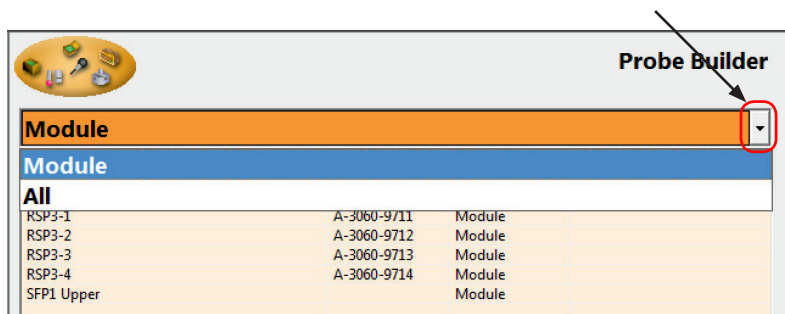 Probe Builder
Module
Module
All
RSP3-1 A-3060-9711 Module
RSP3-2 A-3060-9712 Module
RSP3-3 A-3060-9713 Module
RSP3-4 A-3060-9714 Module
SFP1 Upper Module